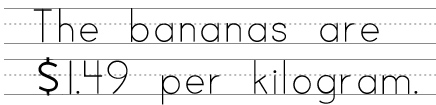 The bananas are
$1.49 per kilogram.